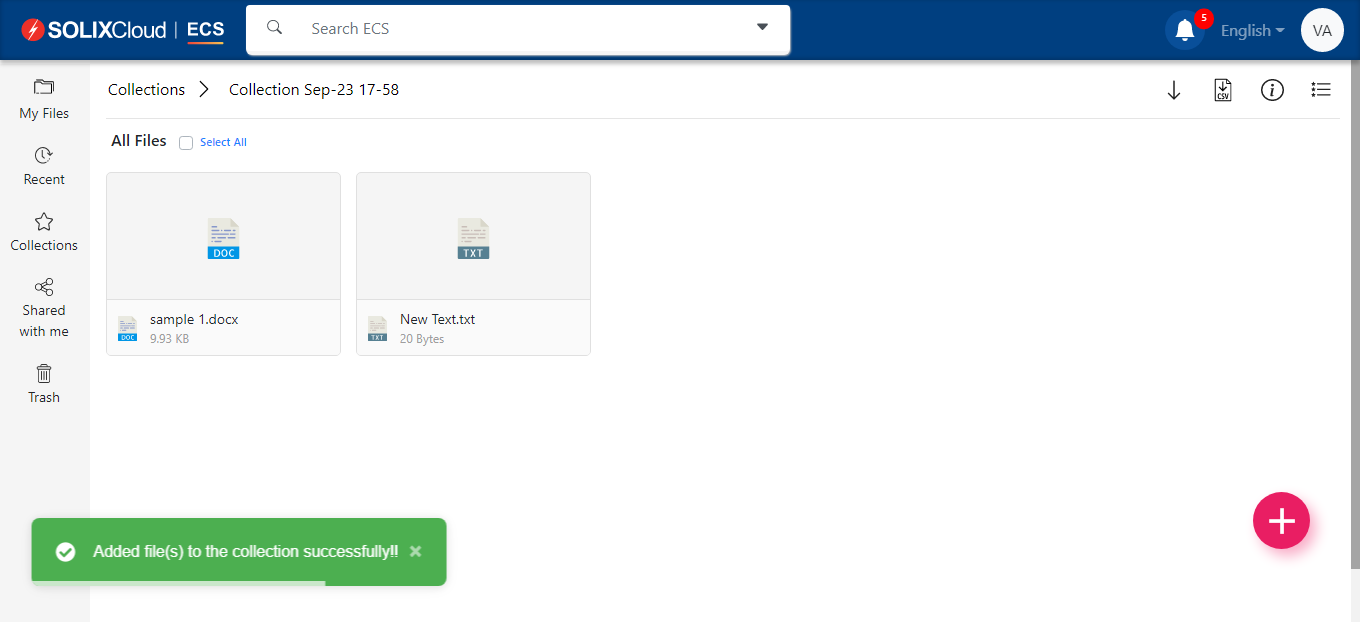 SOLIXCloud | ECS
Search ECS
5
English
VA
My Files
Recent
Collections
Shared
with me
Trash
Collections
Collection Sep-23 17-58
CSV
All Files
Select All
DOC
DOC
sample 1.docx
9.93 KB
TXT
TXT
New Text.txt
20 Bytes
Added file(s) to the collection successfully!!